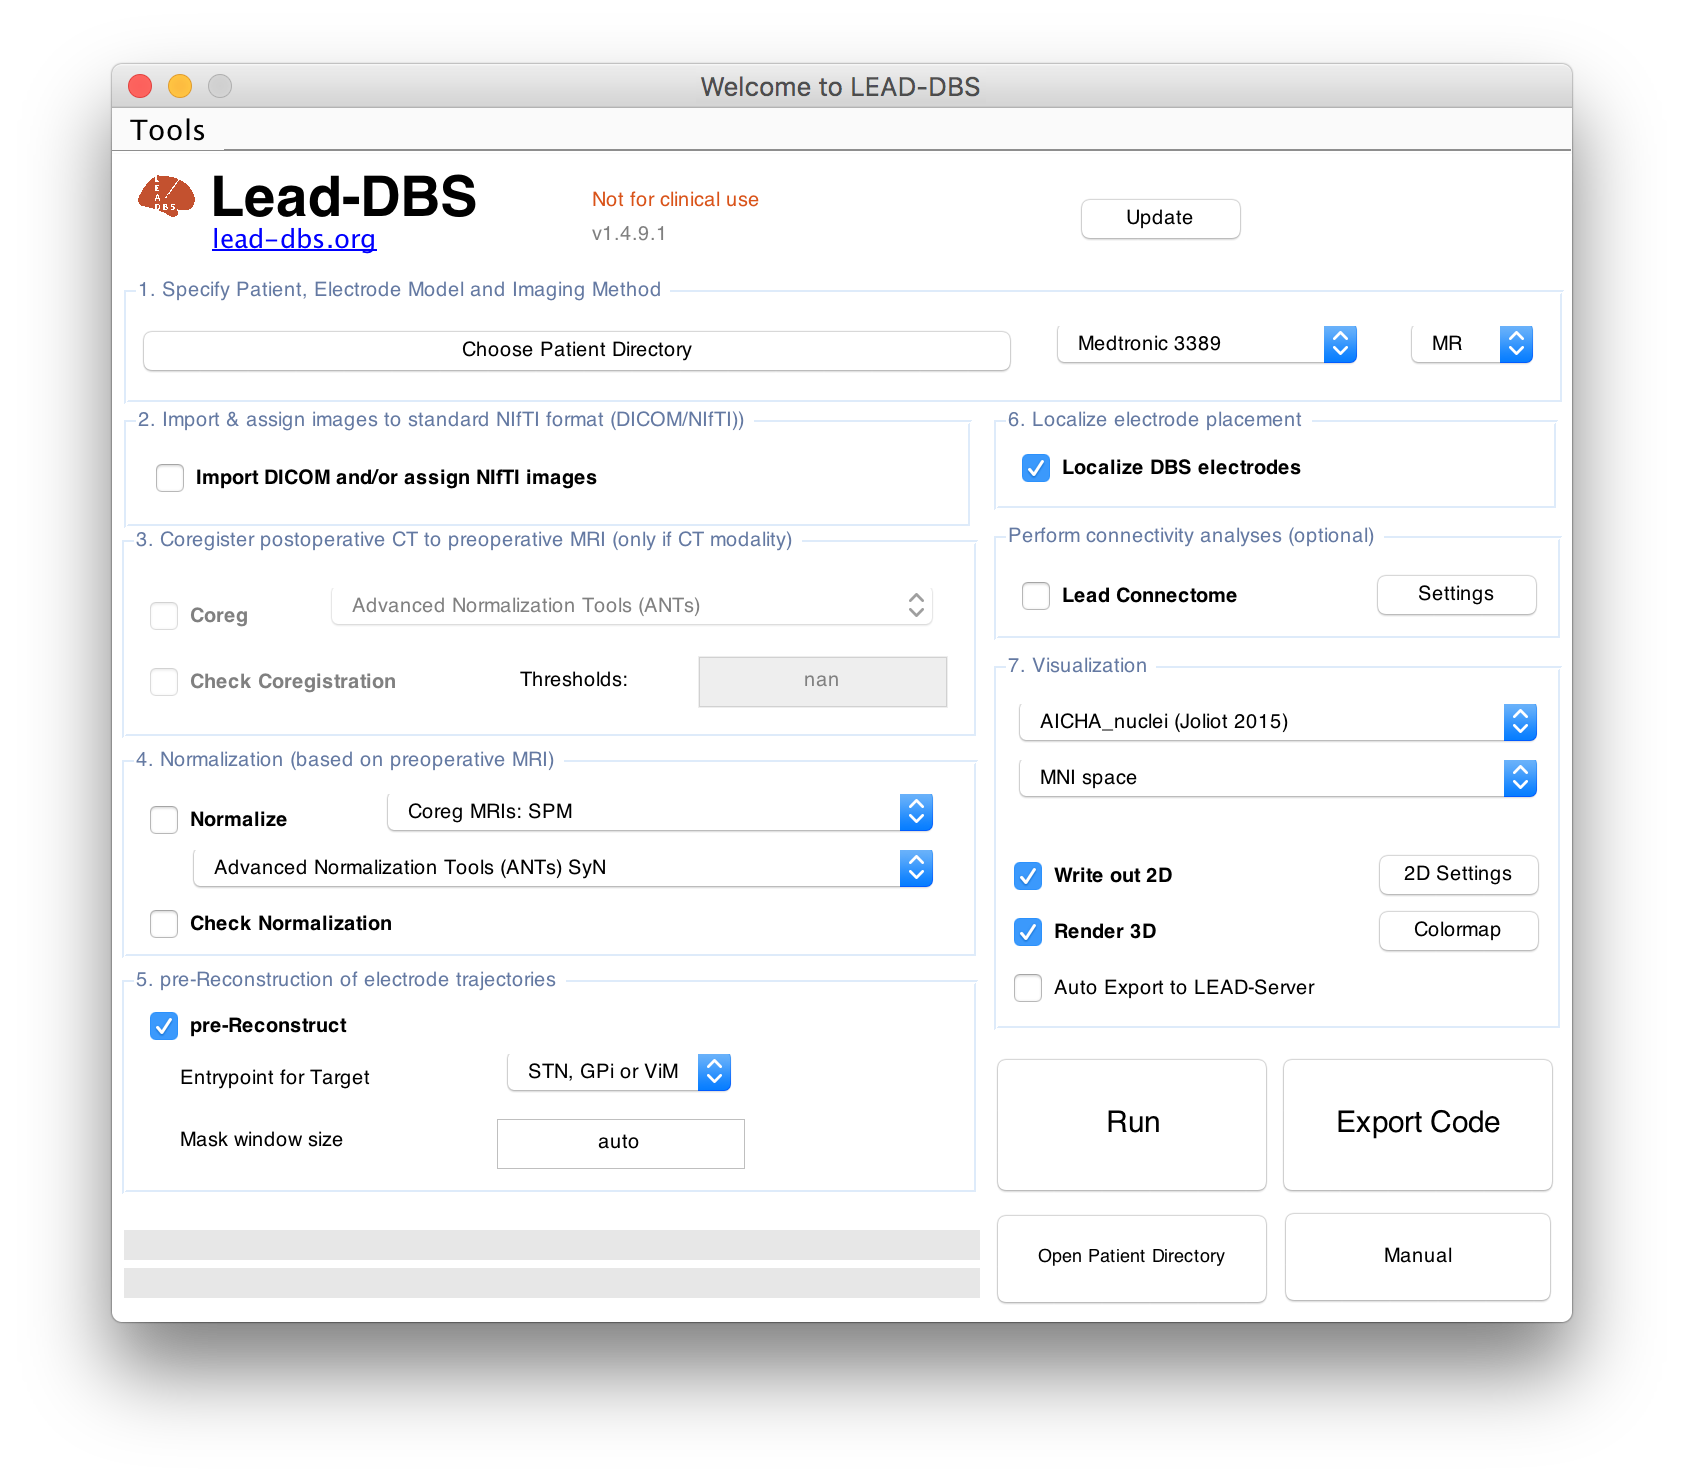 Welcome to LEAD-DBS
Tools
LEAD DBS
Lead-DBS
lead-dbs.org
Not for clinical use
v1.4.9.1
Update
1. Specify Patient, Electrode Model and Imaging Method
Choose Patient Directory
Medtronic 3389
MR
2. Import & assign images to standard NIfTI format (DICOM/NIfTI))
Import DICOM and/or assign NIfTI images
3. Coregister postoperative CT to preoperative MRI (only if CT modality)
Coreg
Advanced Normalization Tools (ANTs)
Check Coregistration
Thresholds:
nan
4. Normalization (based on preoperative MRI)
Normalize
Coreg MRIs: SPM
Advanced Normalization Tools (ANTs) SyN
Check Normalization
5. pre-Reconstruction of electrode trajectories
pre-Reconstruct
Entrypoint for Target
STN, GPi or ViM
Mask window size
auto
6. Localize electrode placement
Localize DBS electrodes
Perform connectivity analyses (optional)
Lead Connectome
Settings
7. Visualization
AICHA_nuclei (Joliot 2015)
MNI space
Write out 2D
2D Settings
Render 3D
Colormap
Auto Export to LEAD-Server
Run
Export Code
Open Patient Directory
Manual